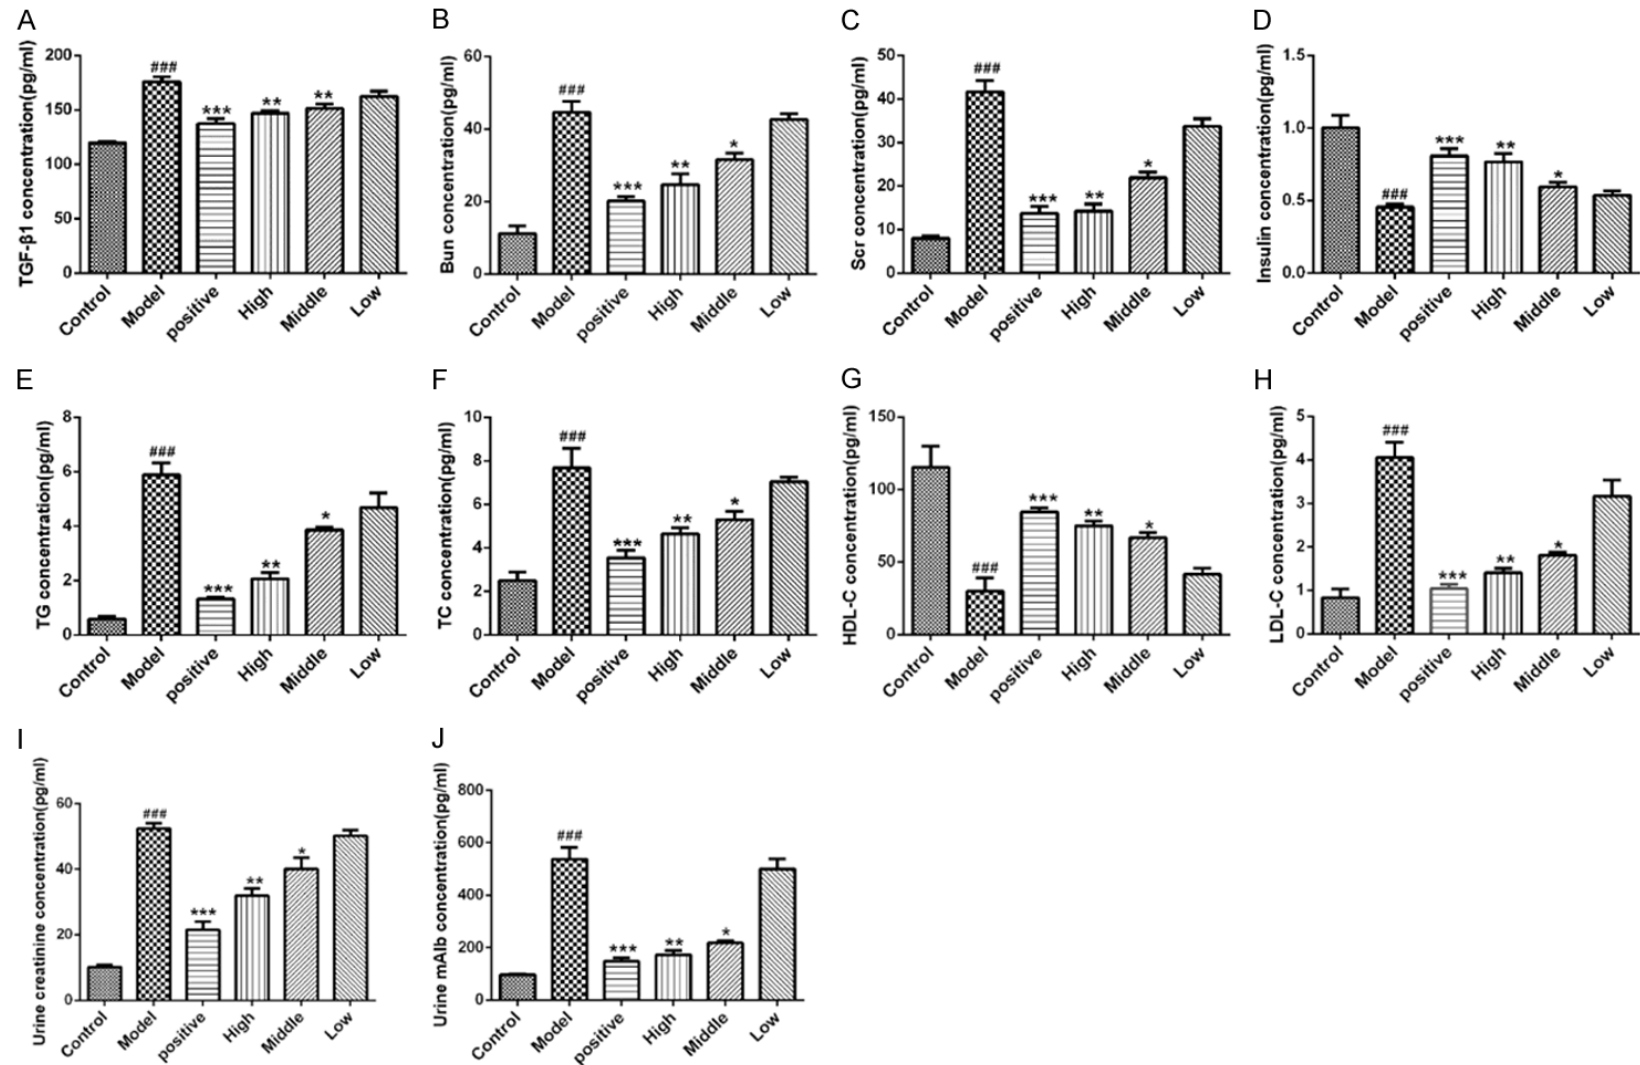 A
TGF-β1 concentration(pg/ml)
200
150
100
50
0
###
***
**
**
Control
Model
positive
High
Middle
Low
B
Bun concentration(pg/ml)
60
40
20
0
###
***
**
*
Control
Model
positive
High
Middle
Low
C
Scr concentration(pg/ml)
50
40
30
20
10
0
###
***
**
*
Control
Model
positive
High
Middle
Low
D
Insulin concentration(pg/ml)
1.5
1.0
0.5
0.0
###
***
**
*
Control
Model
positive
High
Middle
Low
E
TG concentration(pg/ml)
8
6
4
2
0
###
***
**
*
Control
Model
positive
High
Middle
Low
F
TC concentration(pg/ml)
10
8
6
4
2
0
###
***
**
*
Control
Model
positive
High
Middle
Low
G
HDL-C concentration(pg/ml)
150
100
50
0
###
***
**
*
Control
Model
positive
High
Middle
Low
H
LDL-C concentration(pg/ml)
5
4
3
2
1
0
###
***
**
*
Control
Model
positive
High
Middle
Low
I
Urine creatinine concentration(pg/ml)
60
40
20
0
###
***
**
*
Control
Model
positive
High
Middle
Low
J
Urine mAlb concentration(pg/ml)
800
600
400
200
0
###
***
**
*
Control
Model
positive
High
Middle
Low